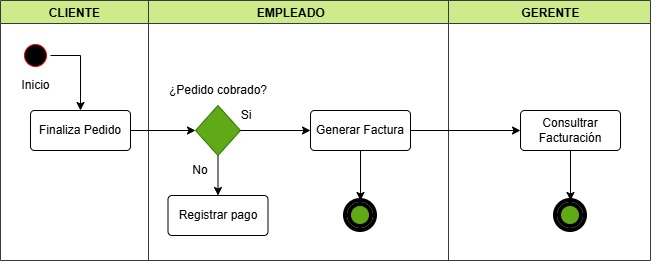 CLIENTE
EMPLEADO
GERENTE
Inicio
¿Pedido cobrado?
Si
Finaliza Pedido
Generar Factura
Consultrar
Facturación
No
Registrar pago